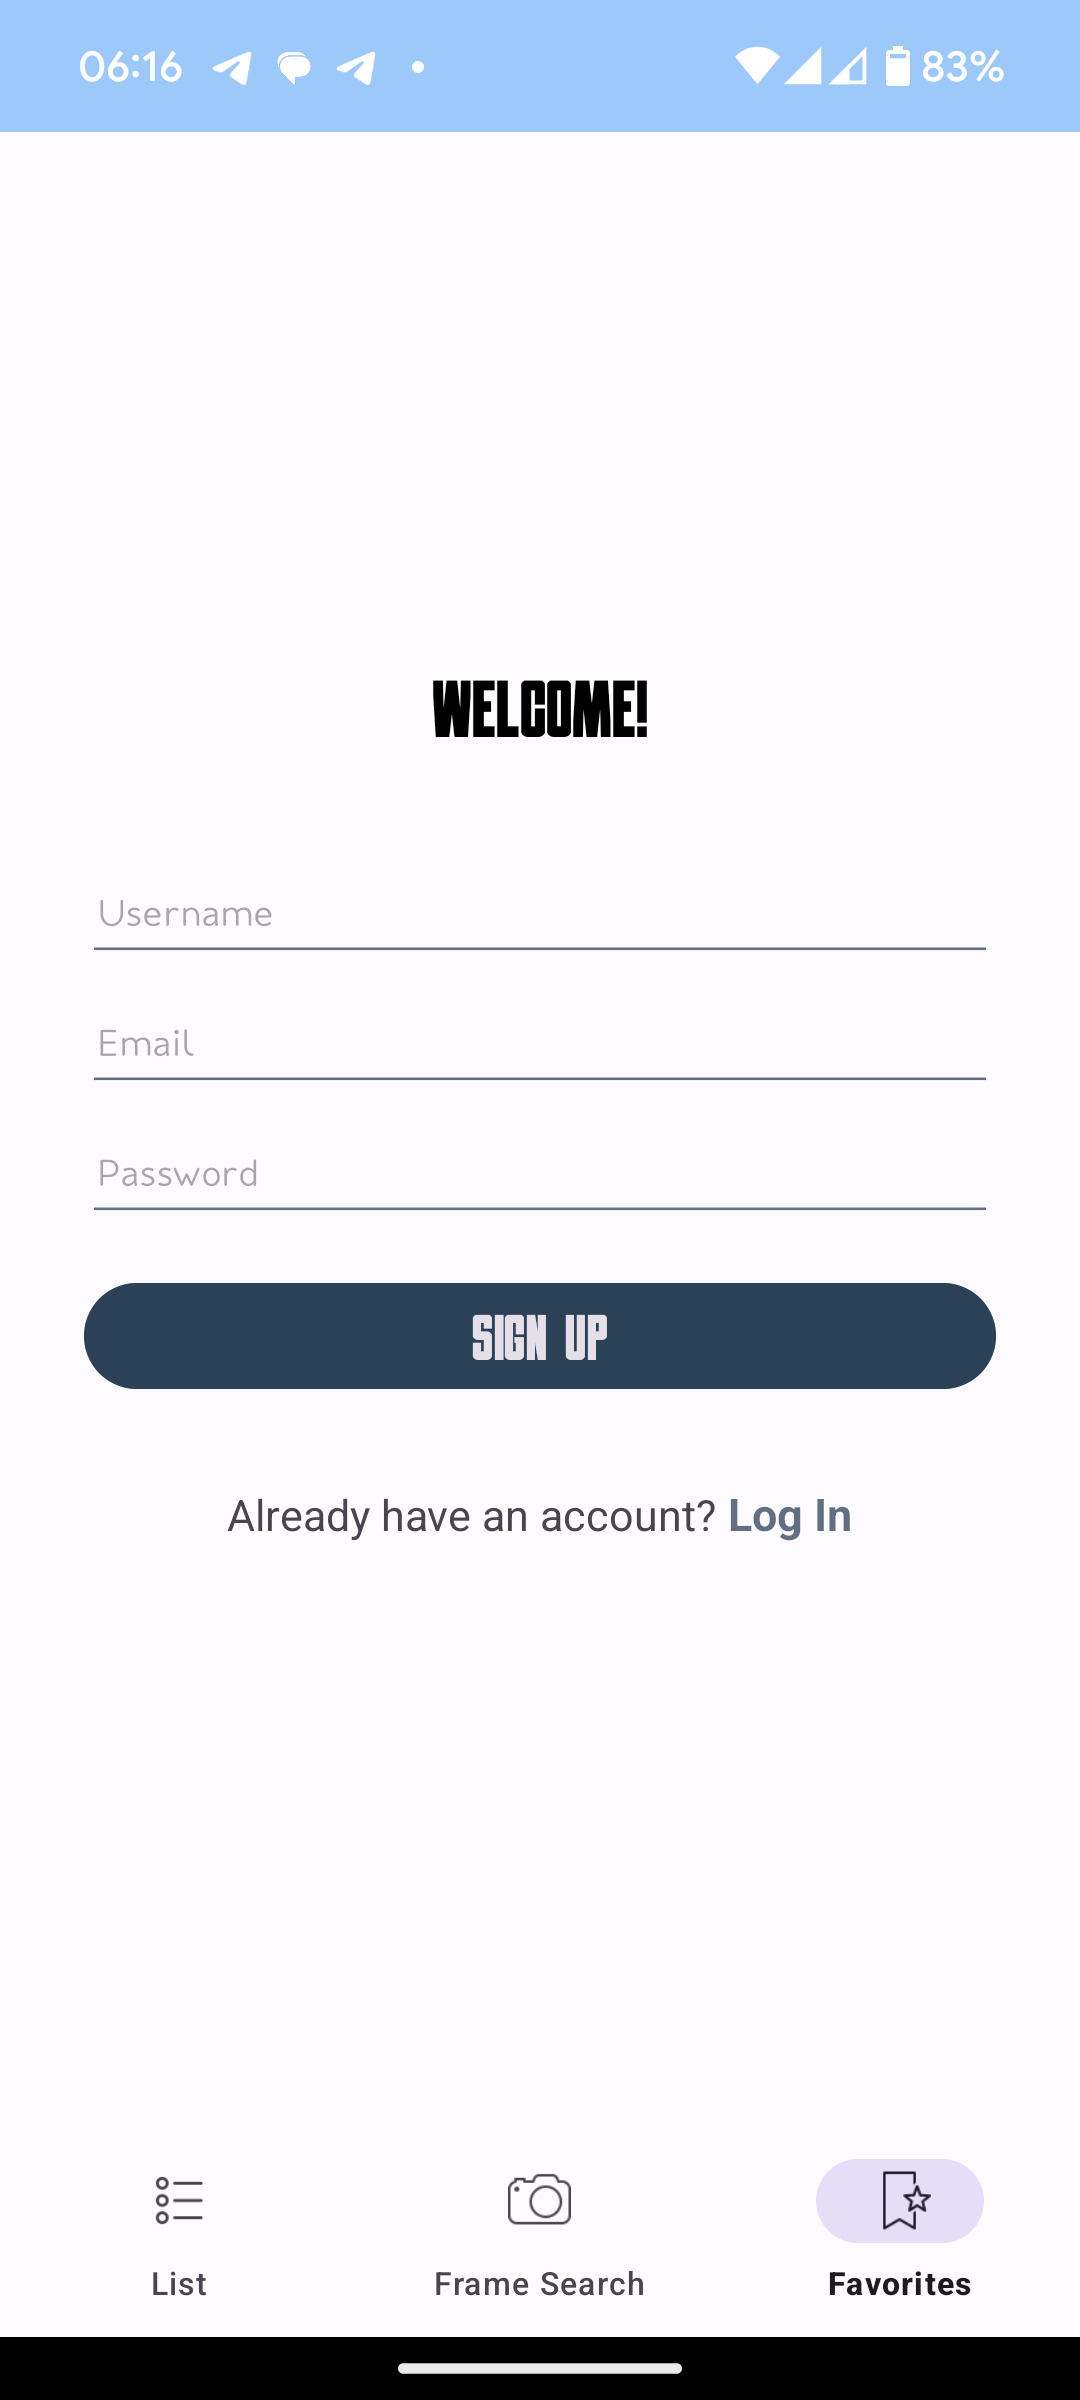 06:16 83%
WELCOME!
Username
Email
Password
SIGN UP
Already have an account? Log In
List Frame Search Favorites